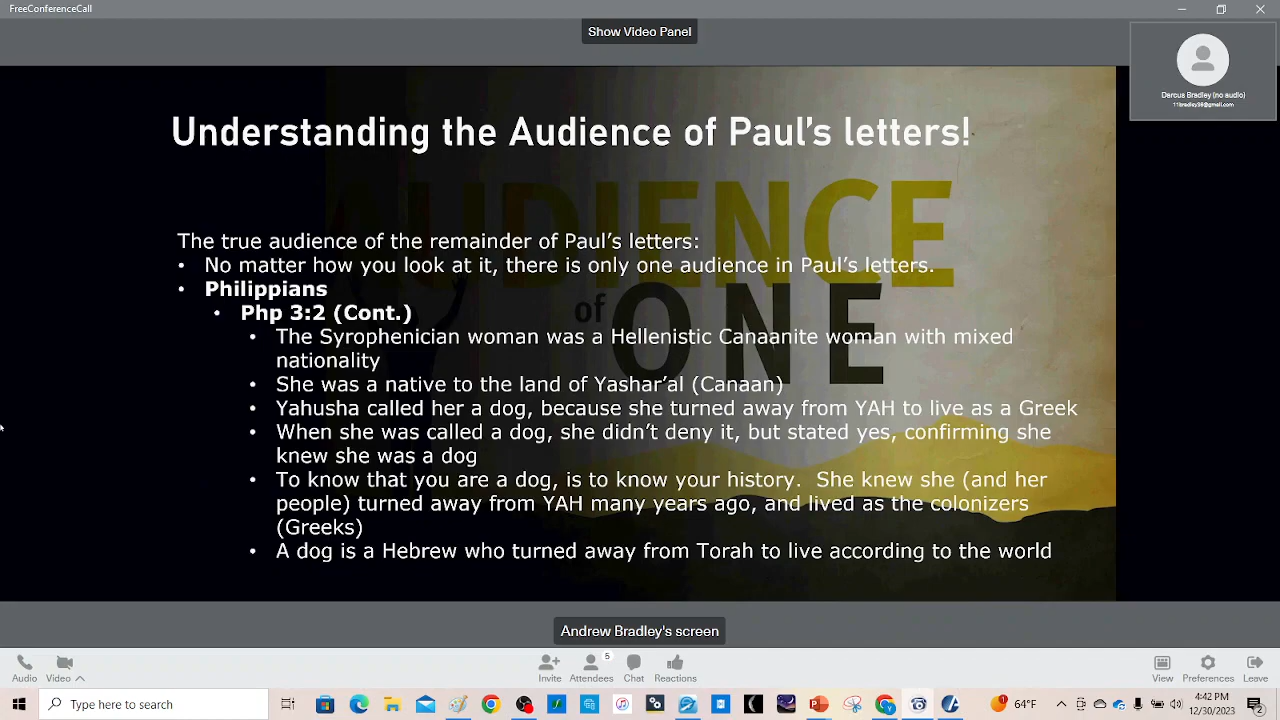 FreeConferenceCall
Show Video Panel
Dercus Bradley (no audio)
11bradley26@gmail.com
Understanding the Audience of Paul's letters!
AUDIENCE
of ONE
The true audience of the remainder of Paul's letters:
• No matter how you look at it, there is only one audience in Paul's letters.
• Philippians
• Php 3:2 (Cont.)
• The Syrophenician woman was a Hellenistic Canaanite woman with mixed
nationality
• She was a native to the land of Yashar'al (Canaan)
• Yahusha called her a dog, because she turned away from YAH to live as a Greek
• When she was called a dog, she didn't deny it, but stated yes, confirming she
knew she was a dog
• To know that you are a dog, is to know your history.  She knew she (and her
people) turned away from YAH many years ago, and lived as the colonizers
(Greeks)
• A dog is a Hebrew who turned away from Torah to live according to the world
Andrew Bradley's screen
Audio
Video
Invite
5
Attendees
Chat
Reactions
View
Preferences
Leave
Type here to search
64°F
4:42 PM
12/30/2023
2